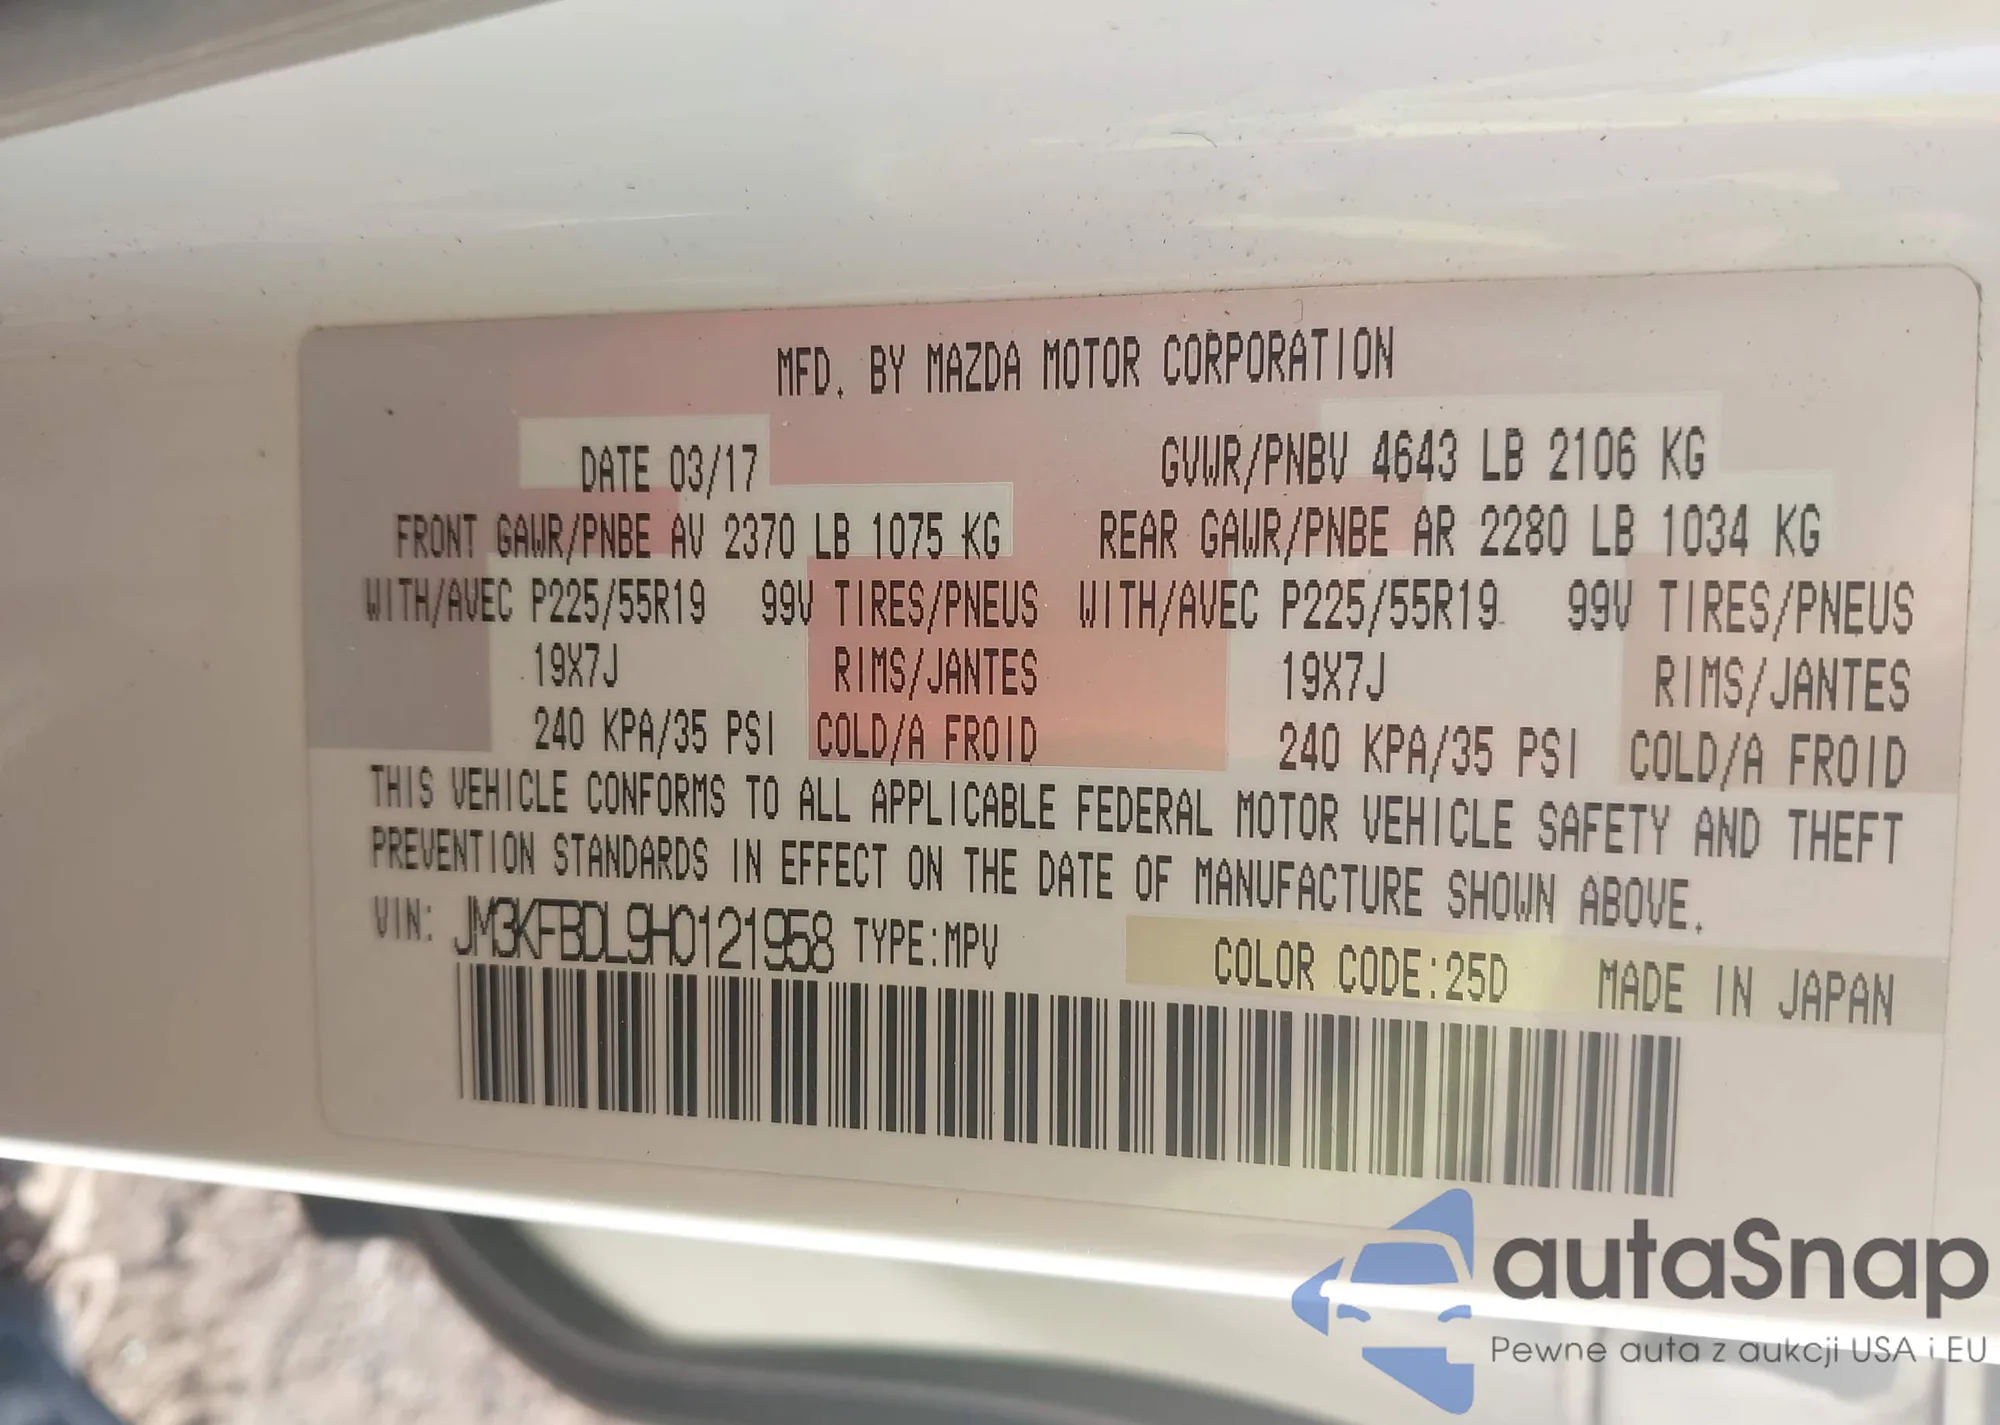 MFD. BY MAZDA MOTOR CORPORATION
DATE 03/17 GVWR/PNBV 4643 LB 2106 KG
FRONT GAWR/PNBE AV 2370 LB 1075 KG REAR GAWR/PNBE AR 2280 LB 1034 KG
WITH/AVEC P225/55R19 99V TIRES/PNEUS WITH/AVEC P225/55R19 99V TIRES/PNEUS
19X7J RIMS/JANTES 19X7J RIMS/JANTES
240 KPA/35 PSI COLD/A FROID 240 KPA/35 PSI COLD/A FROID
THIS VEHICLE CONFORMS TO ALL APPLICABLE FEDERAL MOTOR VEHICLE SAFETY AND THEFT
PREVENTION STANDARDS IN EFFECT ON THE DATE OF MANUFACTURE SHOWN ABOVE.
VIN: JM3KFBDL9H0121958 TYPE:MPV COLOR CODE:25D MADE IN JAPAN
autaSnap
Pewne auta z aukcji USA i EU